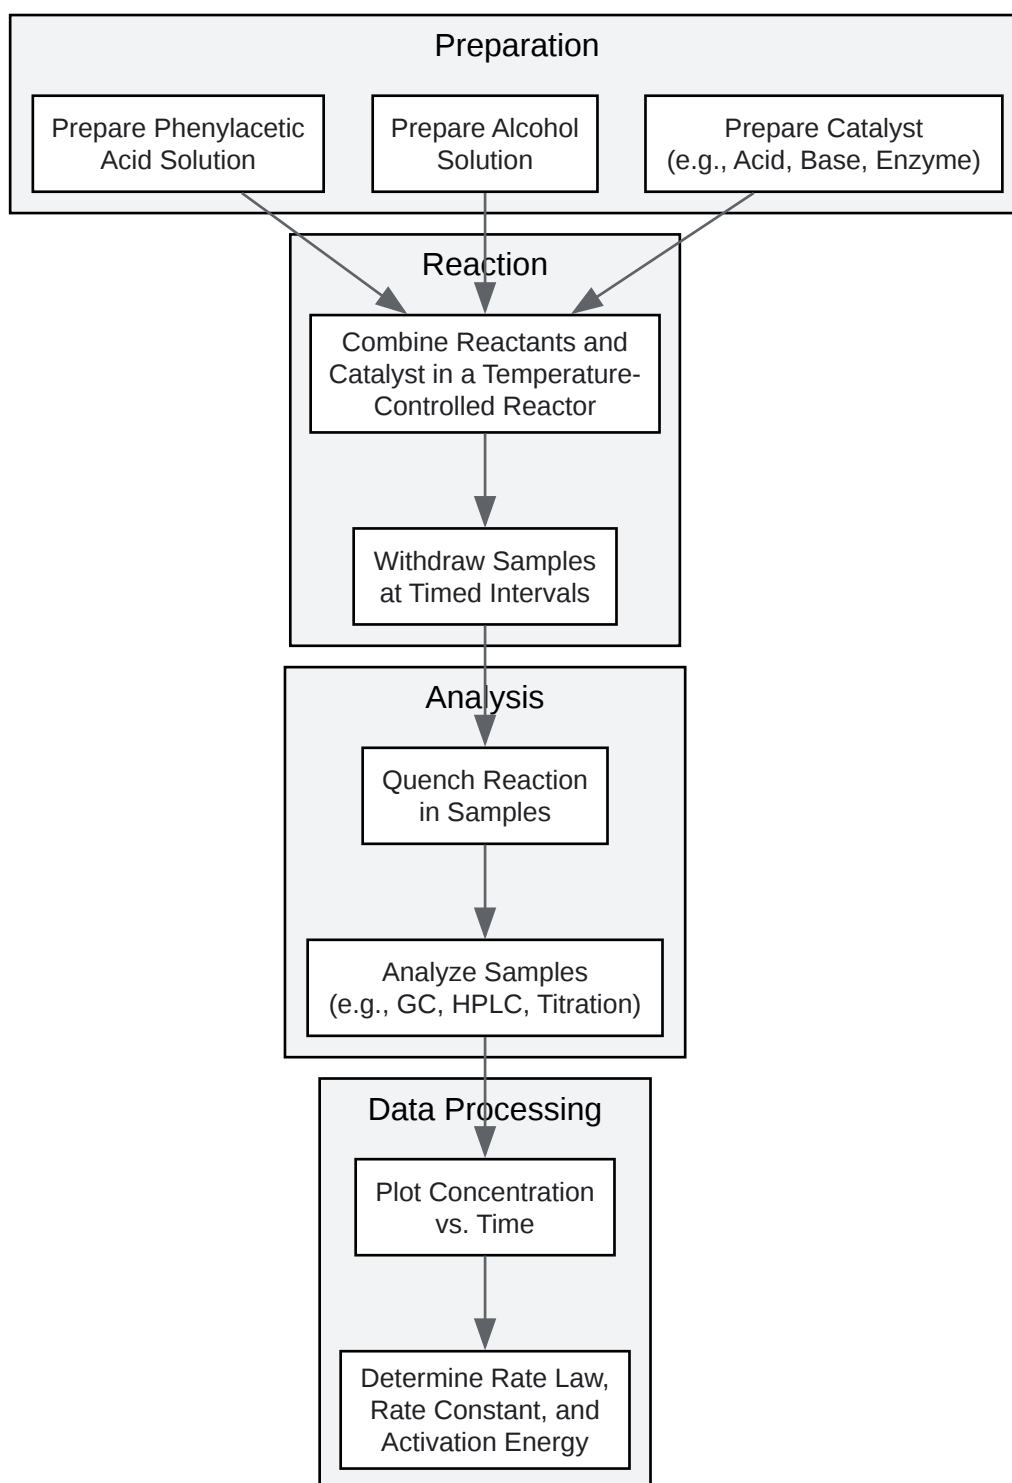 Preparation
Prepare Phenylacetic
Acid Solution
Prepare Alcohol
Solution
Prepare Catalyst
(e.g., Acid, Base, Enzyme)
Reaction
Combine Reactants and
Catalyst in a Temperature-
Controlled Reactor
Withdraw Samples
at Timed Intervals
Analysis
Quench Reaction
in Samples
Analyze Samples
(e.g., GC, HPLC, Titration)
Data Processing
Plot Concentration
vs. Time
Determine Rate Law,
Rate Constant, and
Activation Energy